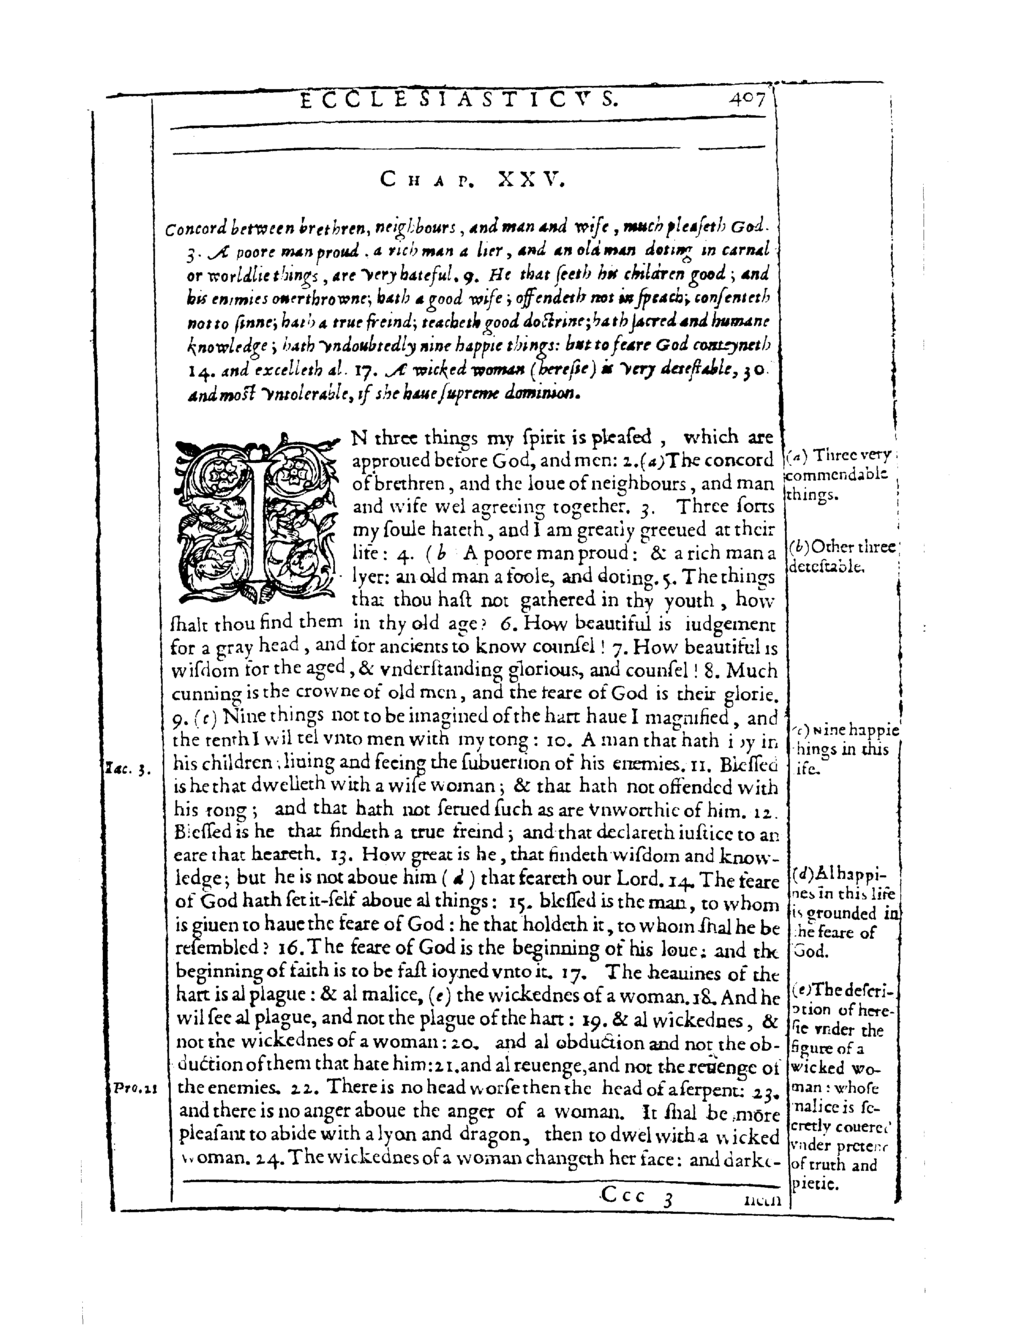 ECCLESIASTICVS. 407
CHAP. XXV.
Concord between brethren, neighbours, and man and wife, much pleaſeth God.
3. A poore man proud, a rich man a lier, and an old man doting in carnal
or worldlie things, are very hateful. 9. He that ſeeth his children good; and
his enimies ouerthrowne; hath a good wife; offendeth not in ſpeach; conſenteth
not to ſinne; hath a true freind; teacheth good doctrine; hath ſacred and humane
knowledge; hath vndoubtedly nine happie things: but to feare God conteyneth
14. and excelleth al. 17. A wicked woman (hereſie) is very deteſtable, 30.
and moſt vntolerable, if she haue ſupreme dominion.
IN three things my ſpirit is pleaſed, which are
approued before God, and men: 2. (a) The concord
of brethren, and the loue of neighbours, and man
and wife wel agreeing together. 3. Three ſorts
my ſoule hateth, and I am greatly greeued at their
life: 4. (b A poore man proud: & a rich man a
lyer: an old man a foole, and doting. 5. The things
that thou haſt not gathered in thy youth, how
ſhalt thou find them in thy old age? 6. How beautiful is iudgement
for a gray head, and for ancients to know counſel! 7. How beautiful is
wiſdom for the aged, & vnderſtanding glorious, and counſel! 8. Much
cunning is the crowne of old men, and the feare of God is their glorie.
9. (c) Nine things not to be imagined of the hart haue I magnified, and
the tenth I wil tel vnto men with my tong: 10. A man that hath ioy in
his children, liuing and ſeeing the ſubuerſion of his enemies. 11. Bleſſed
is he that dwelleth with a wiſe woman; & that hath not offended with
his tong; and that hath not ſerued ſuch as are vnworthie of him. 12.
Bleſſed is he that findeth a true freind; and that declareth iuſtice to an
eare that heareth. 13. How great is he, that findeth wiſdom and know-
ledge; but he is not aboue him (d) that feareth our Lord. 14. The feare
of God hath ſet it-ſelf aboue al things: 15. bleſſed is the man, to whom
is giuen to haue the feare of God: he that holdeth it, to whom ſhal he be
reſembled? 16. The feare of God is the beginning of his loue: and the
beginning of faith is to be faſt ioyned vnto it. 17. The heauines of the
hart is al plague: & al malice, (e) the wickednes of a woman. 18. And he
wil ſee al plague, and not the plague of the hart: 19. & al wickednes, &
not the wickednes of a woman: 20. and al obduction and not the ob-
duction of them that hate him: 21. and al reuenge, and not the reuenge of
the enemies. 22. There is no head worſe then the head of a ſerpent: 23.
and there is no anger aboue the anger of a woman. It ſhal be more
pleaſant to abide with a lyon and dragon, then to dwel with a wicked
woman. 24. The wickednes of a woman changeth her face: and darke-
Ccc 3 neth
(a) Three very
commendable
things.
(b) Other three
deteſtable.
(c) Nine happie
things in this
life.
(d) Al happi-
nes in this life
is grounded in
the feare of
God.
(e) The deſcri-
ption of here-
ſie vnder the
figure of a
wicked wo-
man: whoſe
malice is ſe-
cretly couered
vnder pretence
of truth and
pietie.
Iac. 3.
Pro. 21